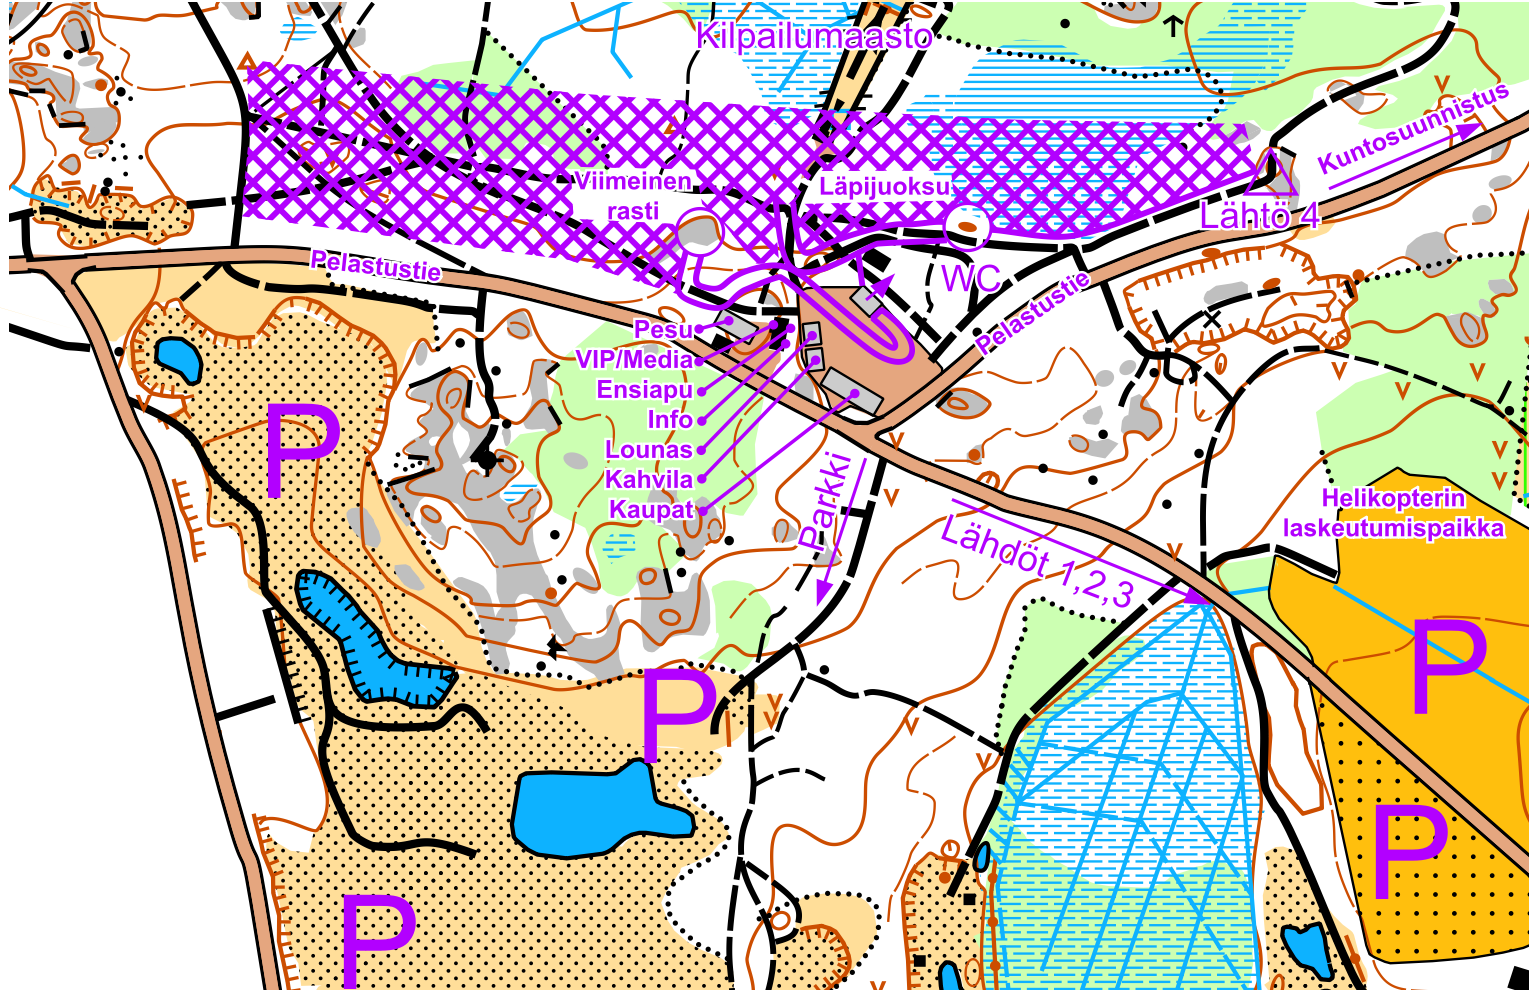 Kilpailumaasto
Kuntosuunnistus
Viimeinen
rasti
Läpijuoksu
Lähtö 4
Pelastustie
WC
Pelastustie
Pesu
VIP/Media
Ensiapu
Info
Lounas
Kahvila
Kaupat
P
Parkki
Lähdöt 1,2,3
Helikopterin
laskeutumispaikka
P
P
P
P